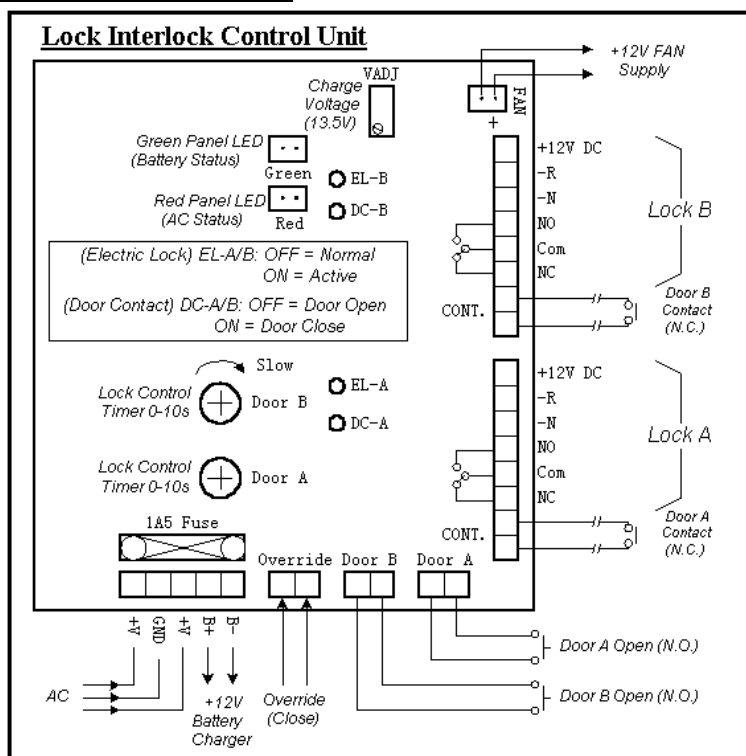 Lock Interlock Control Unit
VADJ
Charge
Voltage
(13.5V)
FAN
+
+12V FAN
Supply
Green Panel LED
(Battery Status)
Green
Red Panel LED
(AC Status)
Red
EL-B
DC-B
+12V DC
-R
-N
NO
Com
NC
CONT.
Lock B
Door B
Contact
(N.C.)
(Electric Lock) EL-A/B: OFF = Normal
ON = Active
(Door Contact) DC-A/B: OFF = Door Open
ON = Door Close
Slow
Lock Control
Timer 0-10s
Door B
EL-A
DC-A
Lock Control
Timer 0-10s
Door A
+12V DC
-R
-N
NO
Com
NC
CONT.
Lock A
Door A
Contact
(N.C.)
1A5 Fuse
Override
Door B
Door A
+V
GND
+V
B+
B-
AC
+12V
Battery
Charger
Override
(Close)
Door A Open (N.O.)
Door B Open (N.O.)